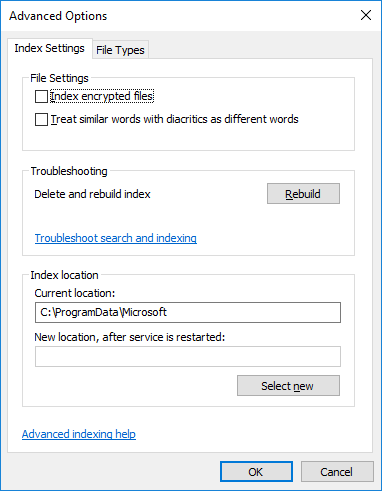 Advanced Options
Index Settings File Types
File Settings
Index encrypted files
Treat similar words with diacritics as different words
Troubleshooting
Delete and rebuild index Rebuild
Troubleshoot search and indexing
Index location
Current location:
C:\ProgramData\Microsoft
New location, after service is restarted:
Select new
Advanced indexing help
OK Cancel